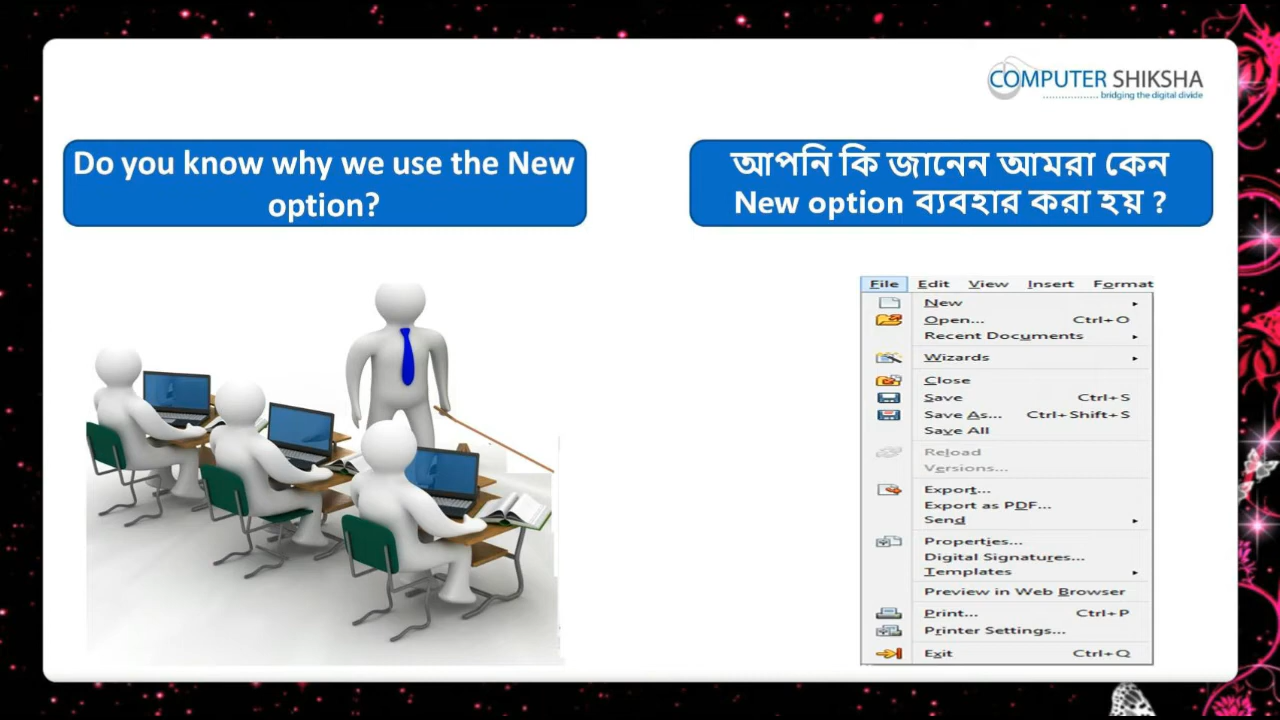 COMPUTER SHIKSHA
bridging the digital divide
Do you know why we use the New
option?
আপনি কি জানেন আমরা কেন
New option ব্যবহার করা হয় ?
File Edit View Insert Format
New
Open... Ctrl+O
Recent Documents
Wizards
Close
Save Ctrl+S
Save As... Ctrl+Shift+S
Save All
Reload
Versions...
Export...
Export as PDF...
Send
Properties...
Digital Signatures...
Templates
Preview in Web Browser
Print... Ctrl+P
Printer Settings...
Exit Ctrl+Q